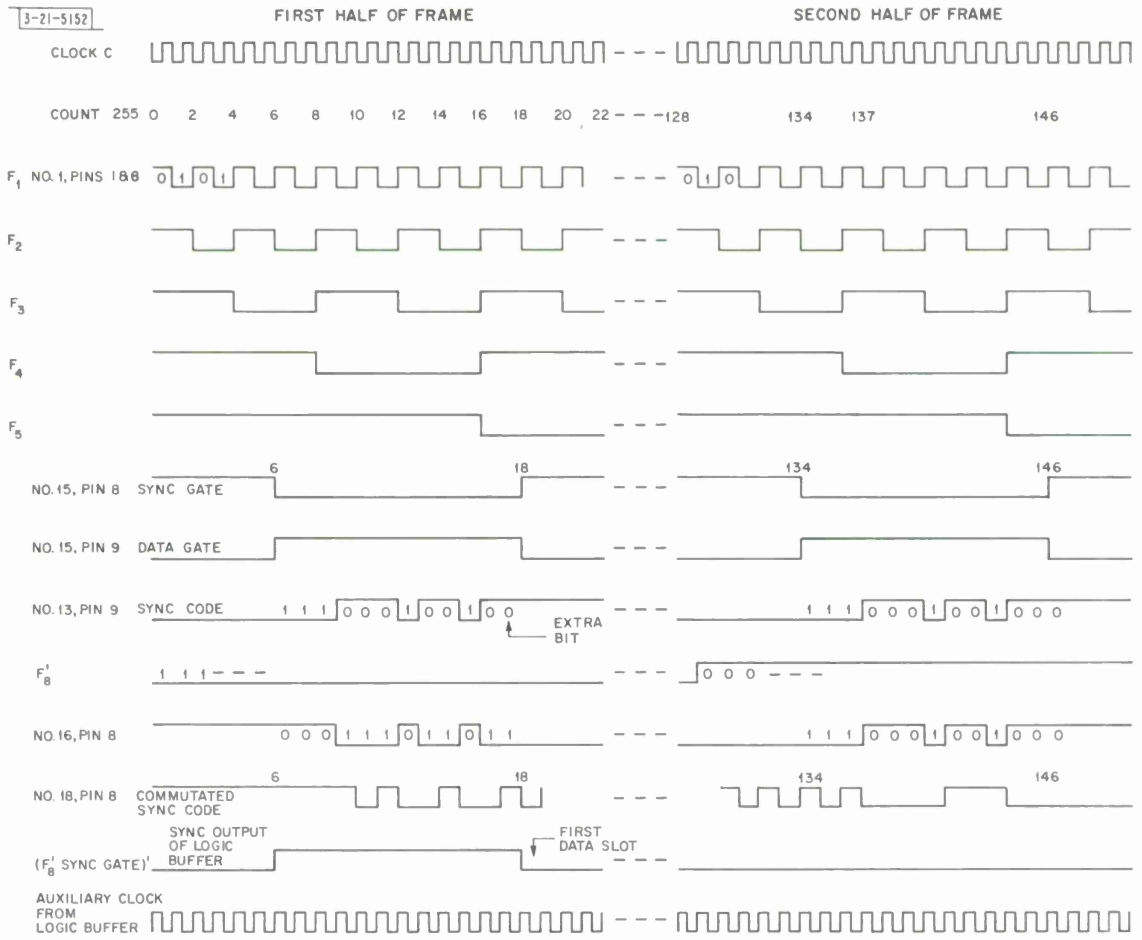 3-21-5152
FIRST HALF OF FRAME
SECOND HALF OF FRAME
CLOCK C
COUNT 255 0 2 4 6 8 10 12 14 16 18 20 22 - - - 128 134 137 146
F1 NO. 1, PINS 1 & 6 0 1 0 1 - - - 0 1 0
F2 - - -
F3 - - -
F4 - - -
F5 - - -
6 18 134 146
NO. 15, PIN 8 SYNC GATE - - -
NO. 15, PIN 9 DATA GATE - - -
NO. 13, PIN 9 SYNC CODE 1 1 1 0 0 0 1 0 0 1 0 0 - - - 1 1 1 0 0 0 1 0 0 1 0 0 0
EXTRA
BIT
F'8 1 1 1 - - - - - - 0 0 0 - - -
NO. 16, PIN 8 0 0 0 1 1 1 0 1 1 0 1 1 - - - 1 1 1 0 0 0 1 0 0 1 0 0 0
6 18 134 146
NO. 18, PIN 8 COMMUTATED
SYNC CODE
SYNC OUTPUT
OF LOGIC
BUFFER
FIRST
DATA SLOT
(F'8 SYNC GATE)'
AUXILIARY CLOCK
FROM
LOGIC BUFFER